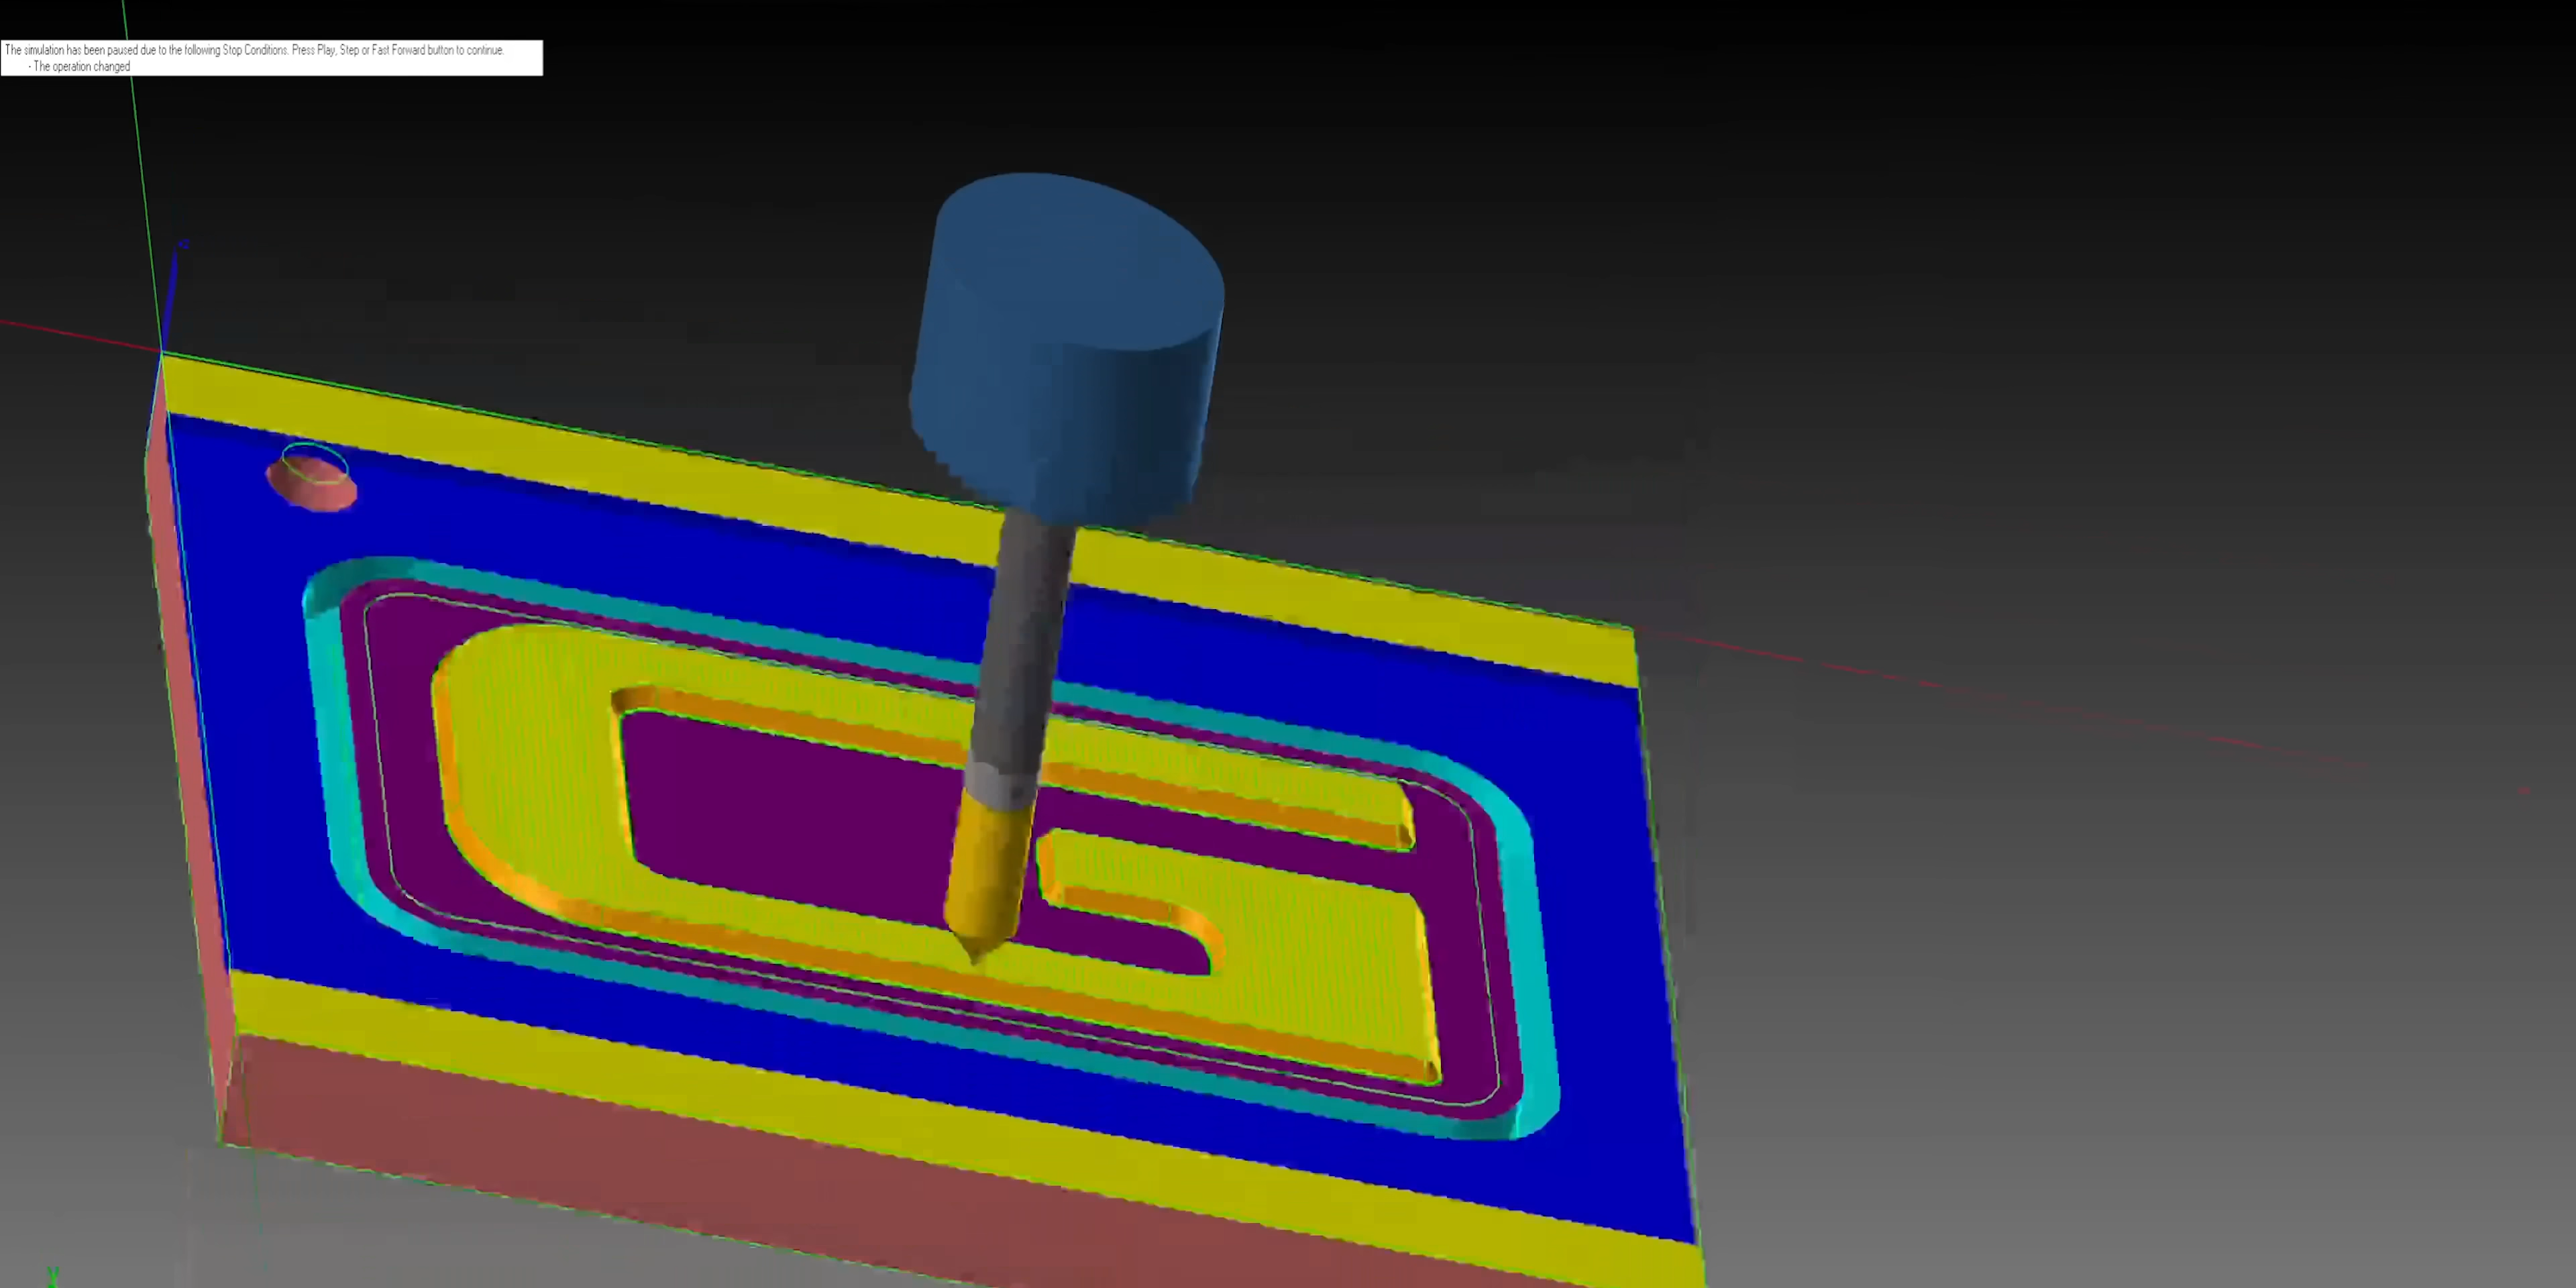 The simulation has been paused due to the following Stop Conditions. Press Play, Step or Fast Forward button to continue.
- The operation changed
G
Y